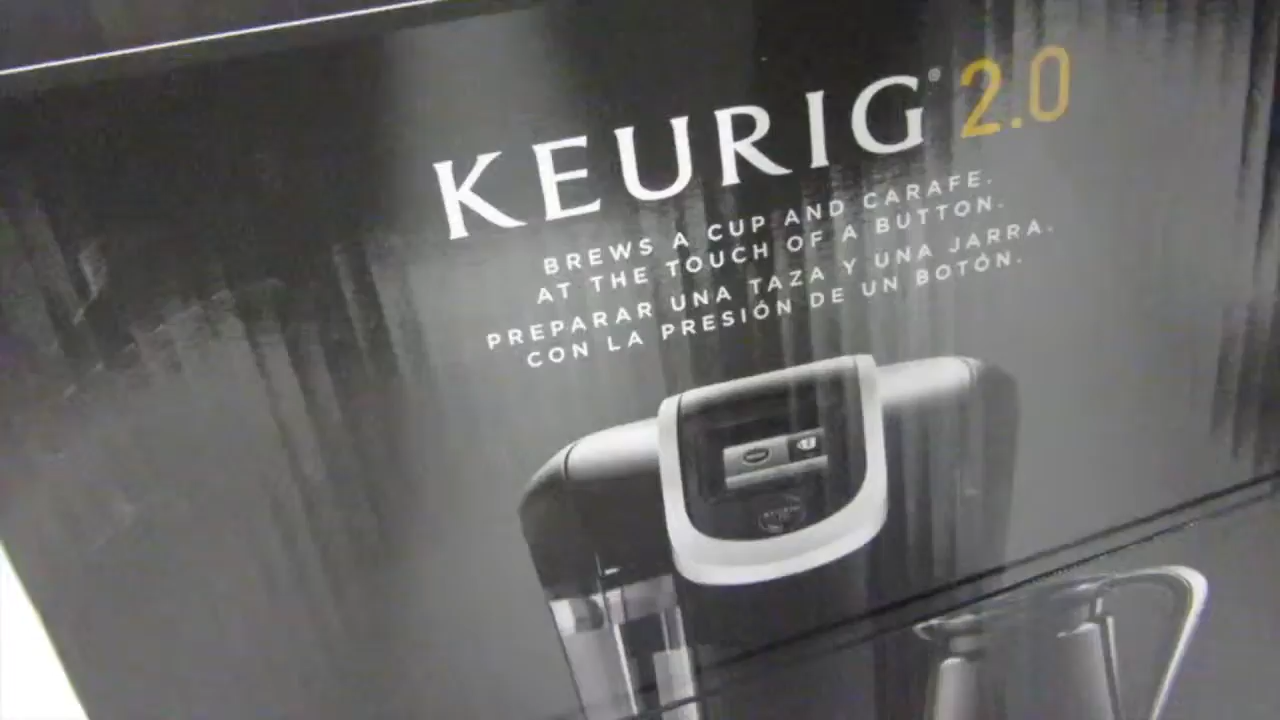 KEURIG® 2.0
BREWS A CUP AND CARAFE.
AT THE TOUCH OF A BUTTON.
PREPARAR UNA TAZA Y UNA JARRA.
CON LA PRESIÓN DE UN BOTÓN.
KEURIG